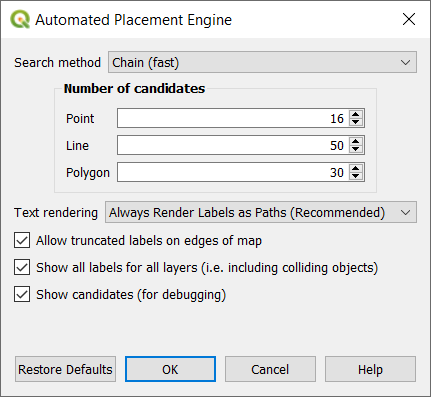 Automated Placement Engine
Search method Chain (fast)
Number of candidates
Point 16
Line 50
Polygon 30
Text rendering Always Render Labels as Paths (Recommended)
Allow truncated labels on edges of map
Show all labels for all layers (i.e. including colliding objects)
Show candidates (for debugging)
Restore Defaults OK Cancel Help